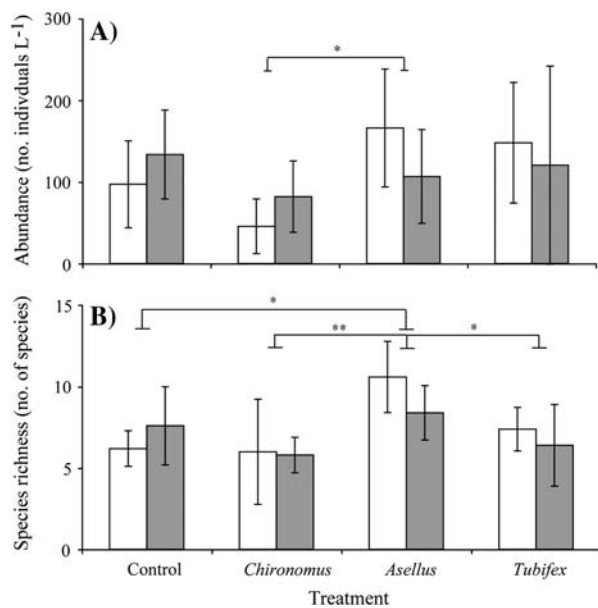 A)
Abundance (no. indivduals L⁻¹)
300
200
100
0
*
B)
Species richness (no. of species)
15
10
5
0
*
**
*
Control Chironomus Asellus Tubifex
Treatment